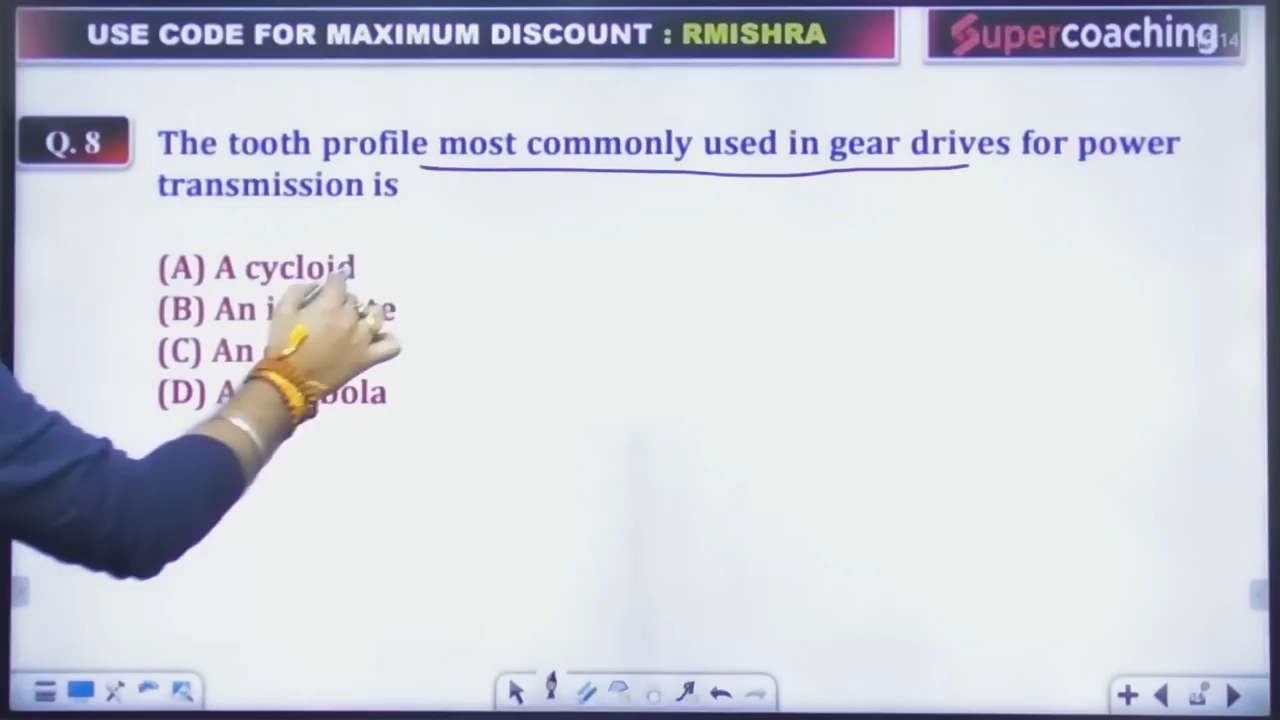 USE CODE FOR MAXIMUM DISCOUNT : RMISHRA
Supercoaching
14
Q. 8
The tooth profile most commonly used in gear drives for power
transmission is
(A) A cycloid
(B) An
(C) An
(D) A